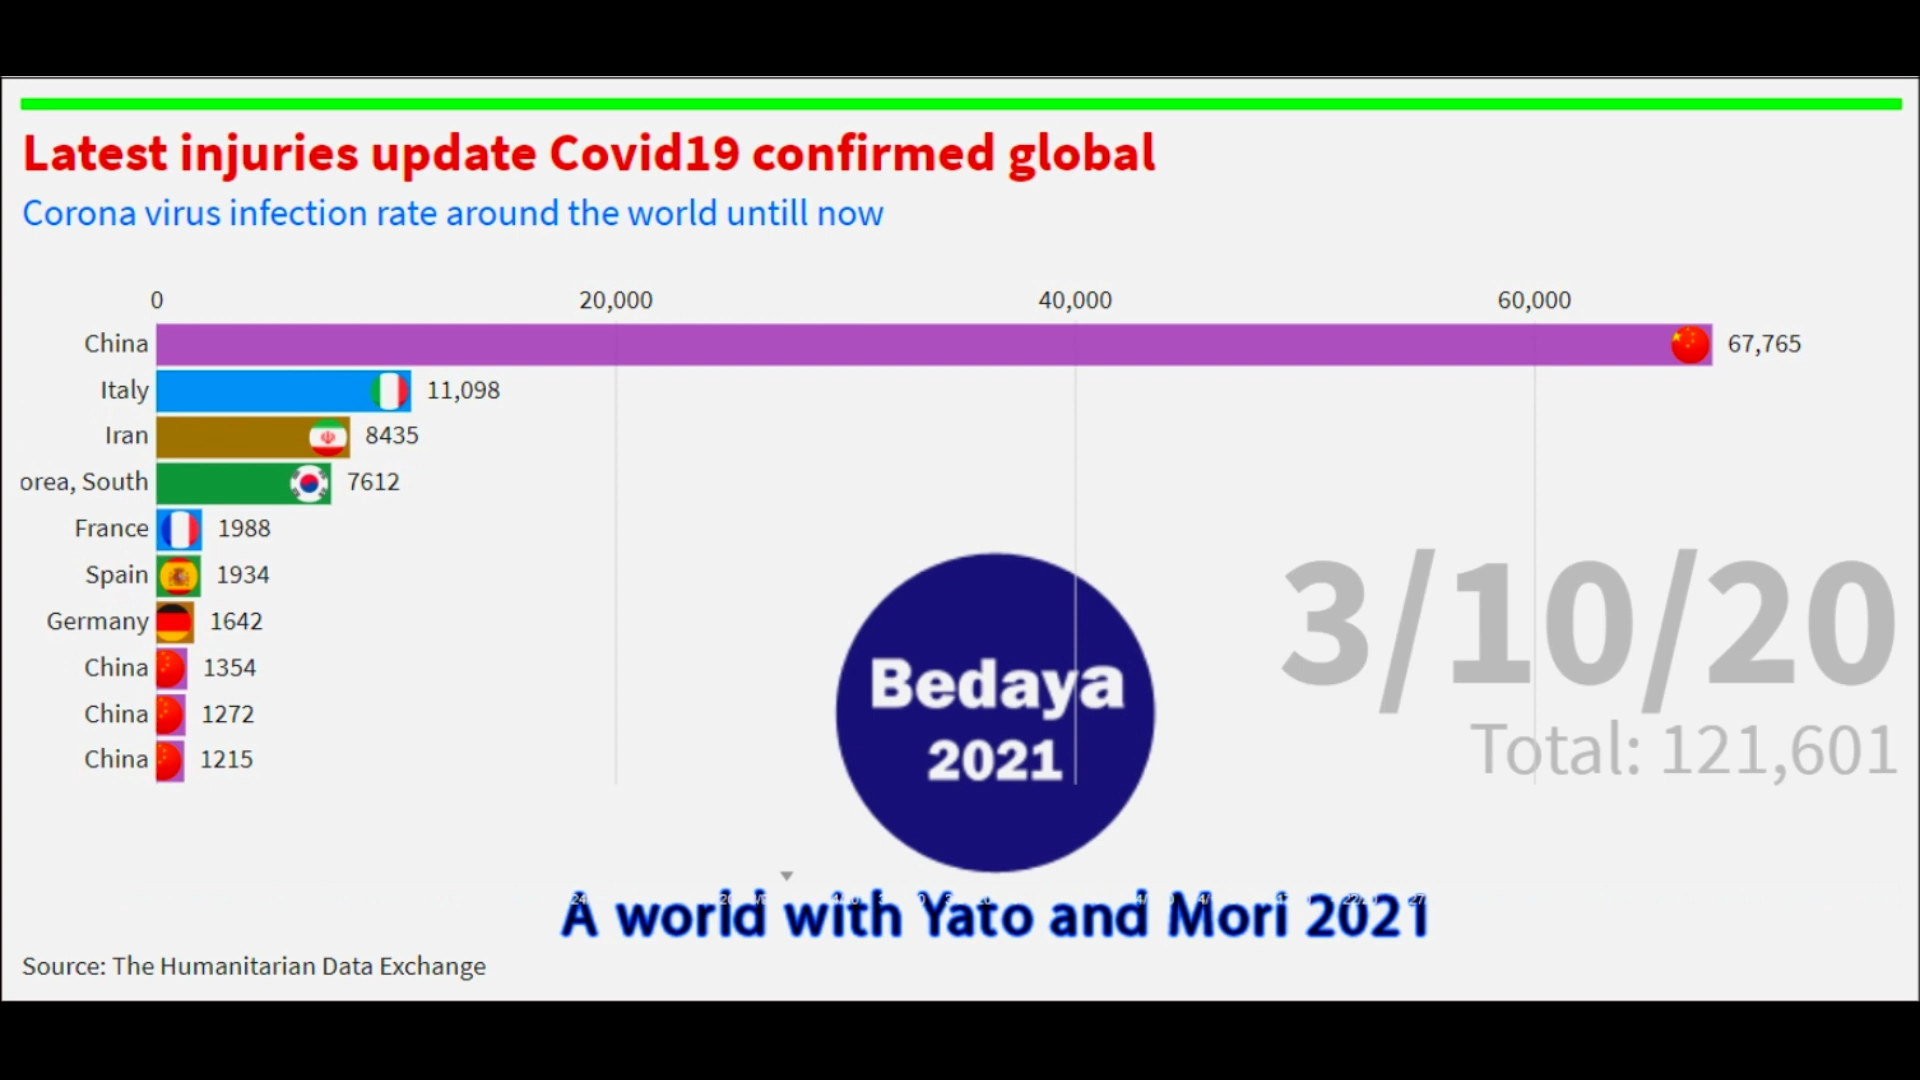 Latest injuries update Covid19 confirmed global
Corona virus infection rate around the world untill now
0 20,000 40,000 60,000
China 67,765
Italy 11,098
Iran 8435
orea, South 7612
France 1988
Spain 1934
Germany 1642
China 1354
China 1272
China 1215
3/10/20
Total: 121,601
Bedaya
2021
A world with Yato and Mori 2021
Source: The Humanitarian Data Exchange